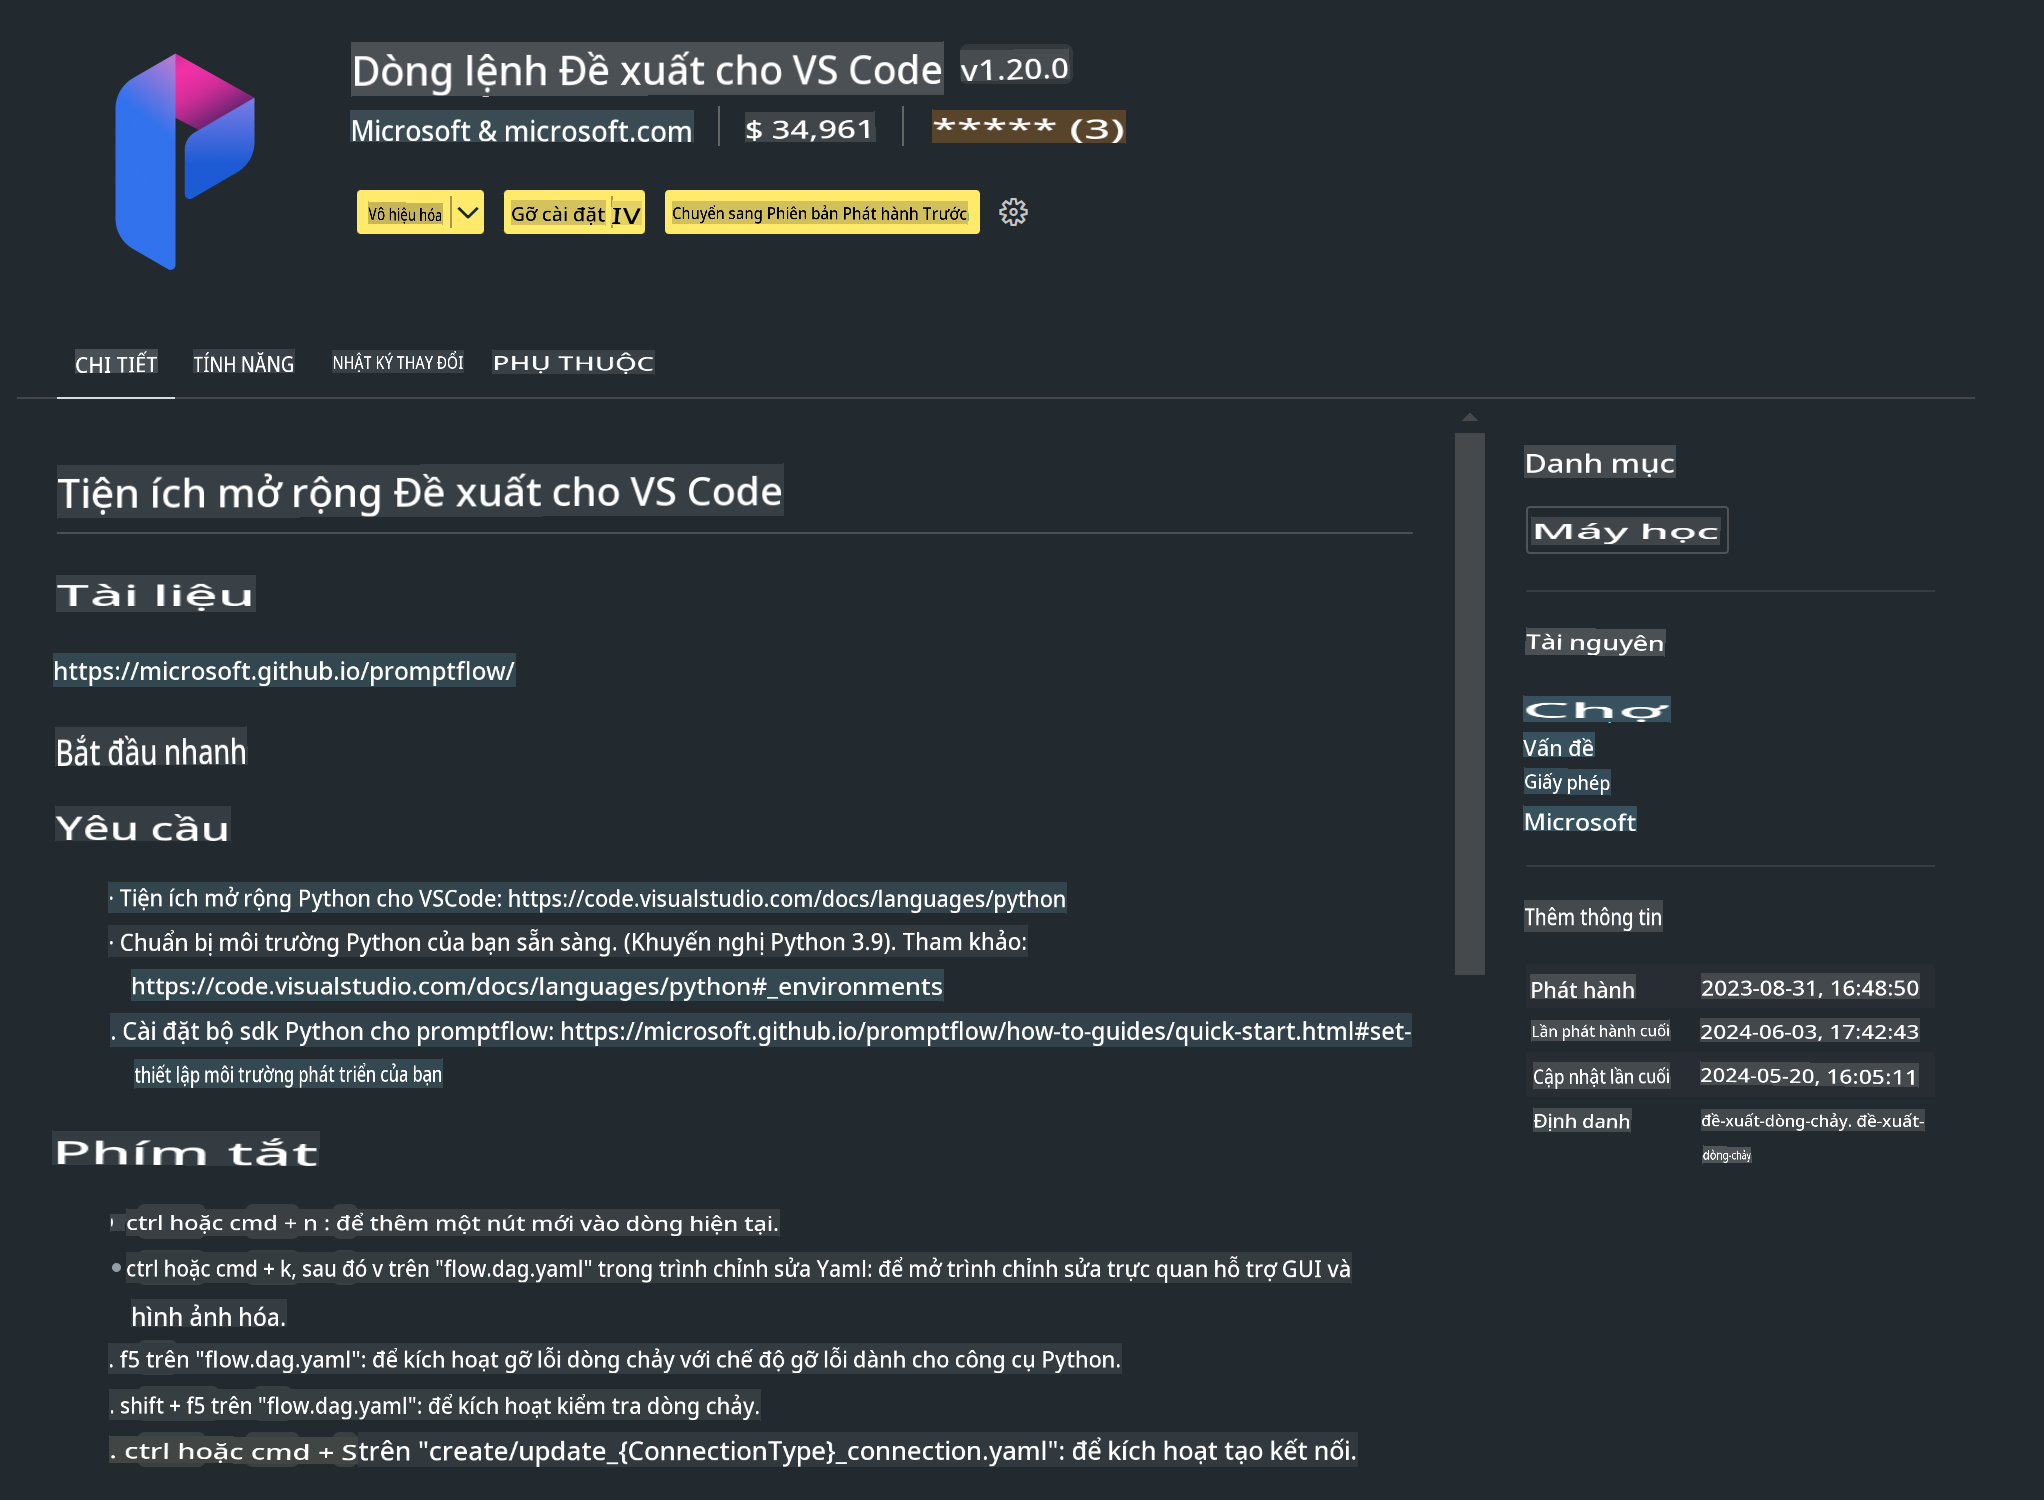 Dòng lệnh Đề xuất cho VS Code v1.20.0
Microsoft & microsoft.com $ 34,961 ***** (3)
Vô hiệu hóa Gỡ cài đặt IV Chuyển sang Phiên bản Phát hành Trước
CHI TIẾT TÍNH NĂNG NHẬT KÝ THAY ĐỔI PHỤ THUỘC
Tiện ích mở rộng Đề xuất cho VS Code
Tài liệu
https://microsoft.github.io/promptflow/
Bắt đầu nhanh
Yêu cầu
· Tiện ích mở rộng Python cho VSCode: https://code.visualstudio.com/docs/languages/python
· Chuẩn bị môi trường Python của bạn sẵn sàng. (Khuyến nghị Python 3.9). Tham khảo:
https://code.visualstudio.com/docs/languages/python#_environments
. Cài đặt bộ sdk Python cho promptflow: https://microsoft.github.io/promptflow/how-to-guides/quick-start.html#set-
thiết lập môi trường phát triển của bạn
Phím tắt
ctrl hoặc cmd + n : để thêm một nút mới vào dòng hiện tại.
ctrl hoặc cmd + k, sau đó v trên "flow.dag.yaml" trong trình chỉnh sửa Yaml: để mở trình chỉnh sửa trực quan hỗ trợ GUI và
hình ảnh hóa.
. f5 trên "flow.dag.yaml": để kích hoạt gỡ lỗi dòng chảy với chế độ gỡ lỗi dành cho công cụ Python.
. shift + f5 trên "flow.dag.yaml": để kích hoạt kiểm tra dòng chảy.
. ctrl hoặc cmd + S trên "create/update_{ConnectionType}_connection.yaml": để kích hoạt tạo kết nối.
Danh mục
Máy học
Tài nguyên
Chợ
Vấn đề
Giấy phép
Microsoft
Thêm thông tin
Phát hành 2023-08-31, 16:48:50
Lần phát hành cuối 2024-06-03, 17:42:43
Cập nhật lần cuối 2024-05-20, 16:05:11
Định danh đề-xuất-dòng-chảy. đề-xuất-
dòng-chảy